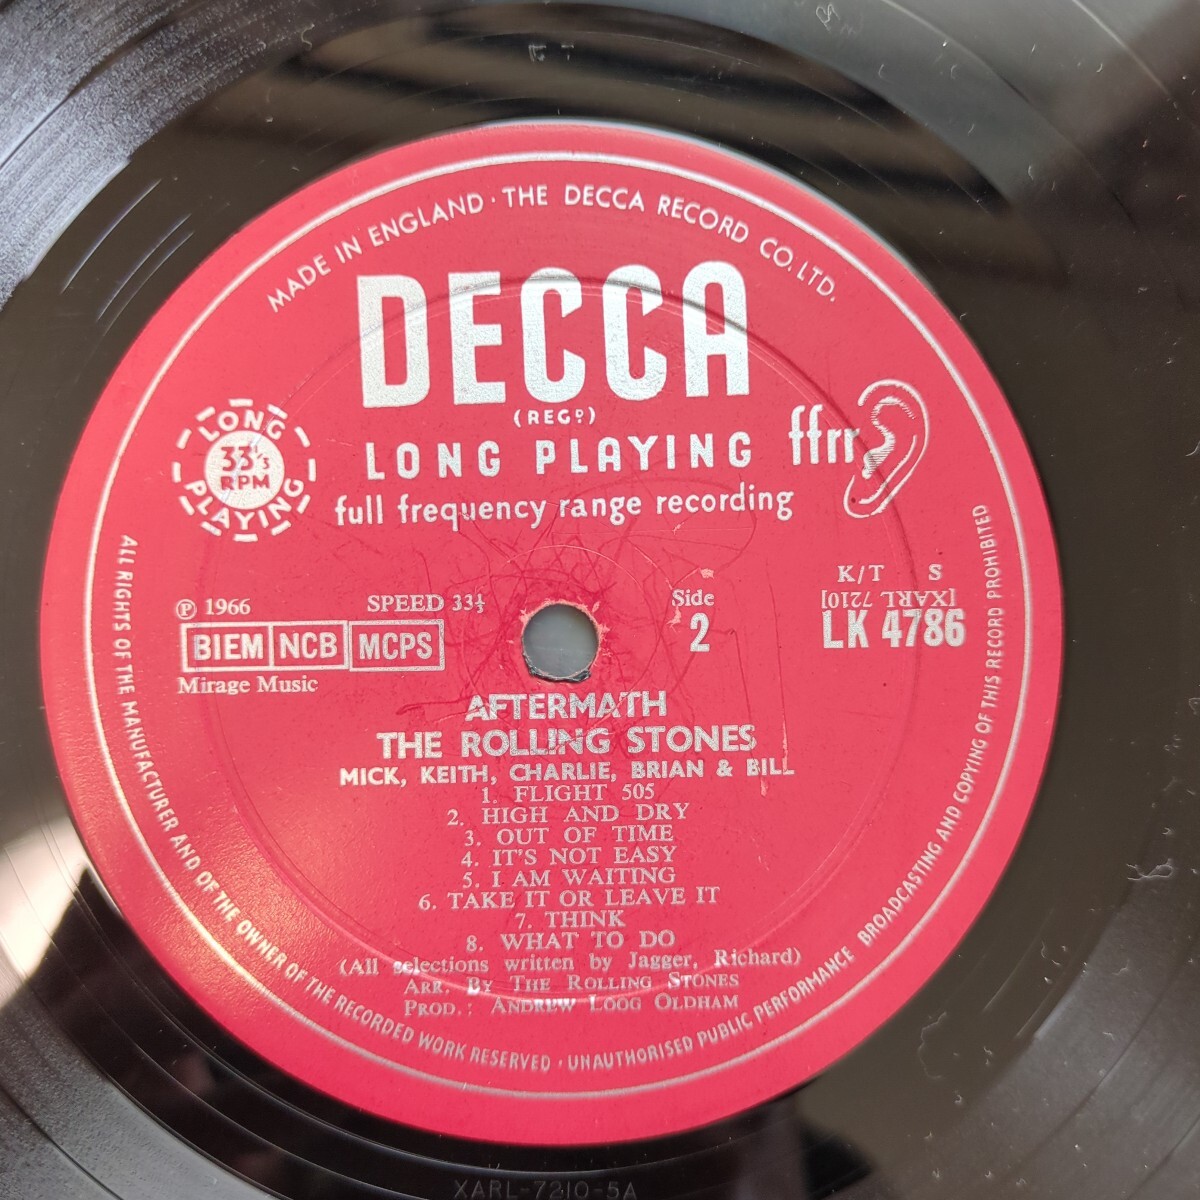 MADE IN ENGLAND · THE DECCA RECORD CO. LTD.
DECCA
(REGD)
LONG PLAYING
ffrr
full frequency range recording
LONG
33⅓
RPM
PLAYING
℗ 1966
SPEED 33⅓
BIEM NCB MCPS
Mirage Music
Side
2
K/T S
[XARL 7210]
LK 4786
AFTERMATH
THE ROLLING STONES
MICK, KEITH, CHARLIE, BRIAN & BILL
1. FLIGHT 505
2. HIGH AND DRY
3. OUT OF TIME
4. IT'S NOT EASY
5. I AM WAITING
6. TAKE IT OR LEAVE IT
7. THINK
8. WHAT TO DO
(All selections written by Jagger, Richard)
ARR. BY THE ROLLING STONES
PROD.: ANDREW LOOG OLDHAM
ALL RIGHTS OF THE MANUFACTURER AND OF THE OWNER OF THE RECORDED WORK RESERVED · UNAUTHORISED PUBLIC PERFORMANCE BROADCASTING AND COPYING OF THIS RECORD PROHIBITED
XARL-7210-5A